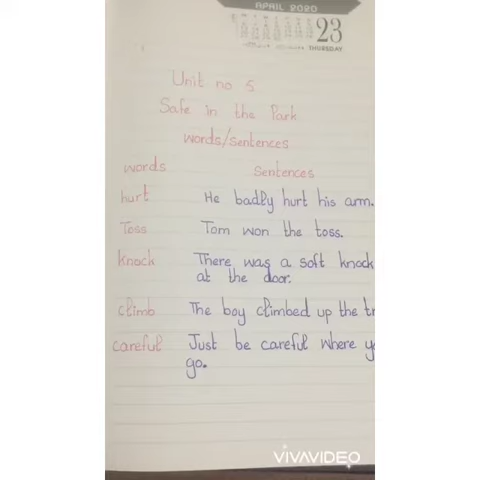 APRIL 2020
23
THURSDAY
Unit no 5
Safe in the Park
words/sentences
words sentences
hurt He badly hurt his arm.
Toss Tom won the toss.
knock There was a soft knock
at the door.
climb The boy climbed up the
careful Just be careful where
go.
VIVAVIDEO